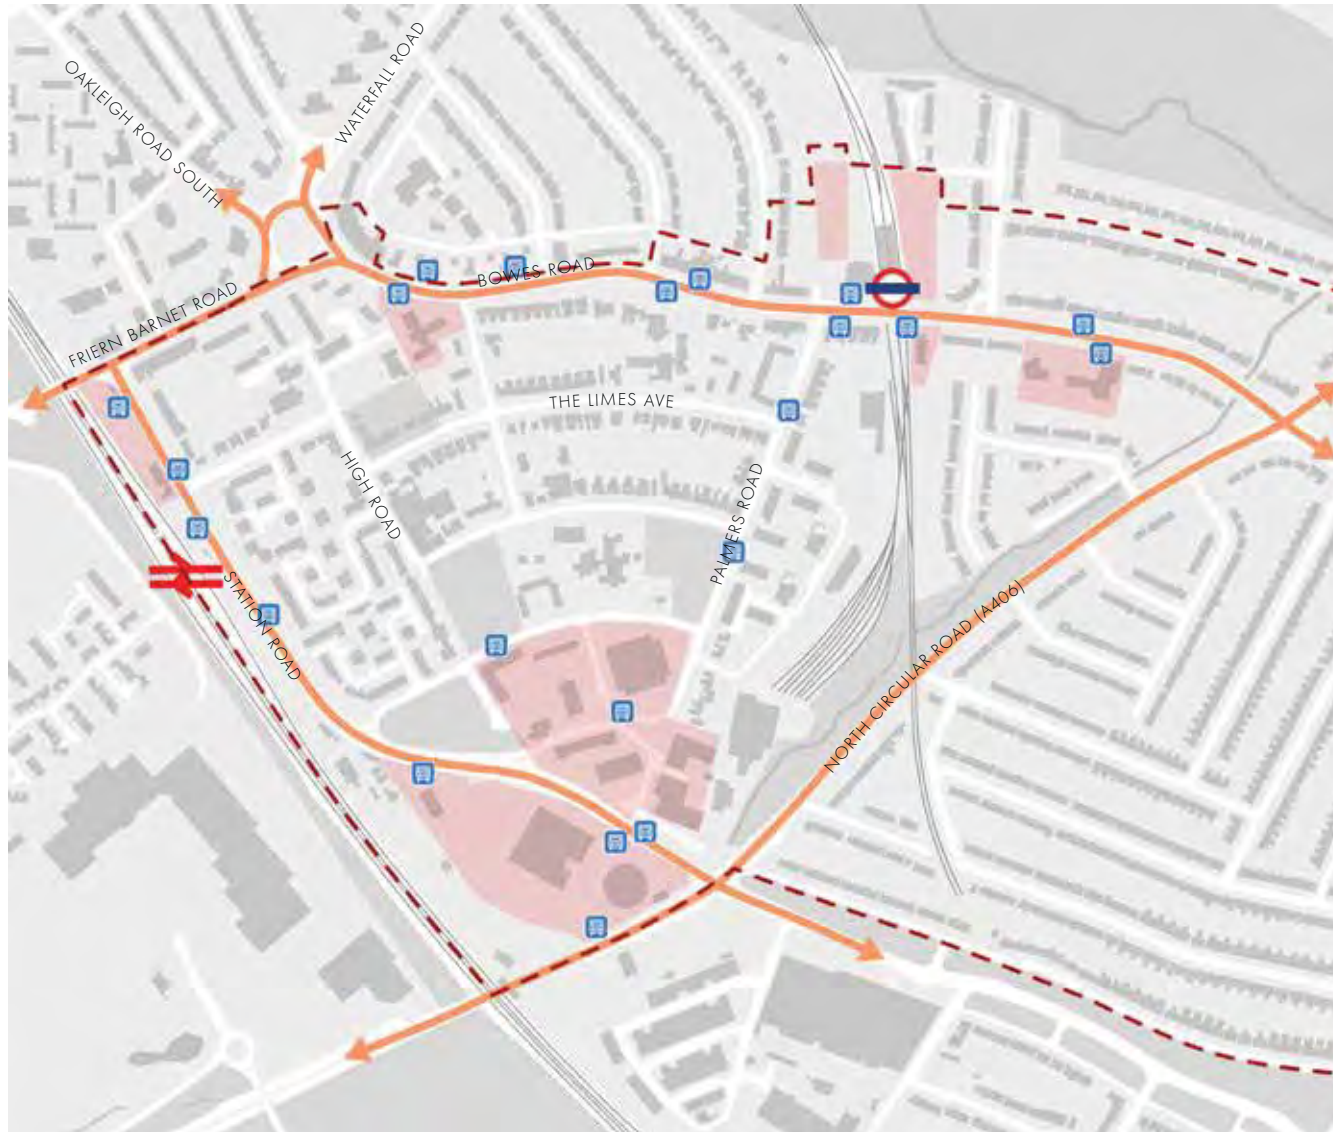 OAKLEIGH ROAD SOUTH
WATERFALL ROAD
BOWES ROAD
FRIERN BARNET ROAD
THE LIMES AVE
HIGH ROAD
PALMERS ROAD
STATION ROAD
NORTH CIRCULAR ROAD (A406)